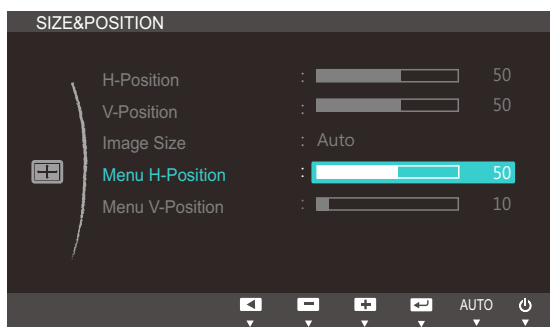 SIZE&POSITION
H-Position : 50
V-Position : 50
Image Size : Auto
Menu H-Position : 50
Menu V-Position : 10
AUTO